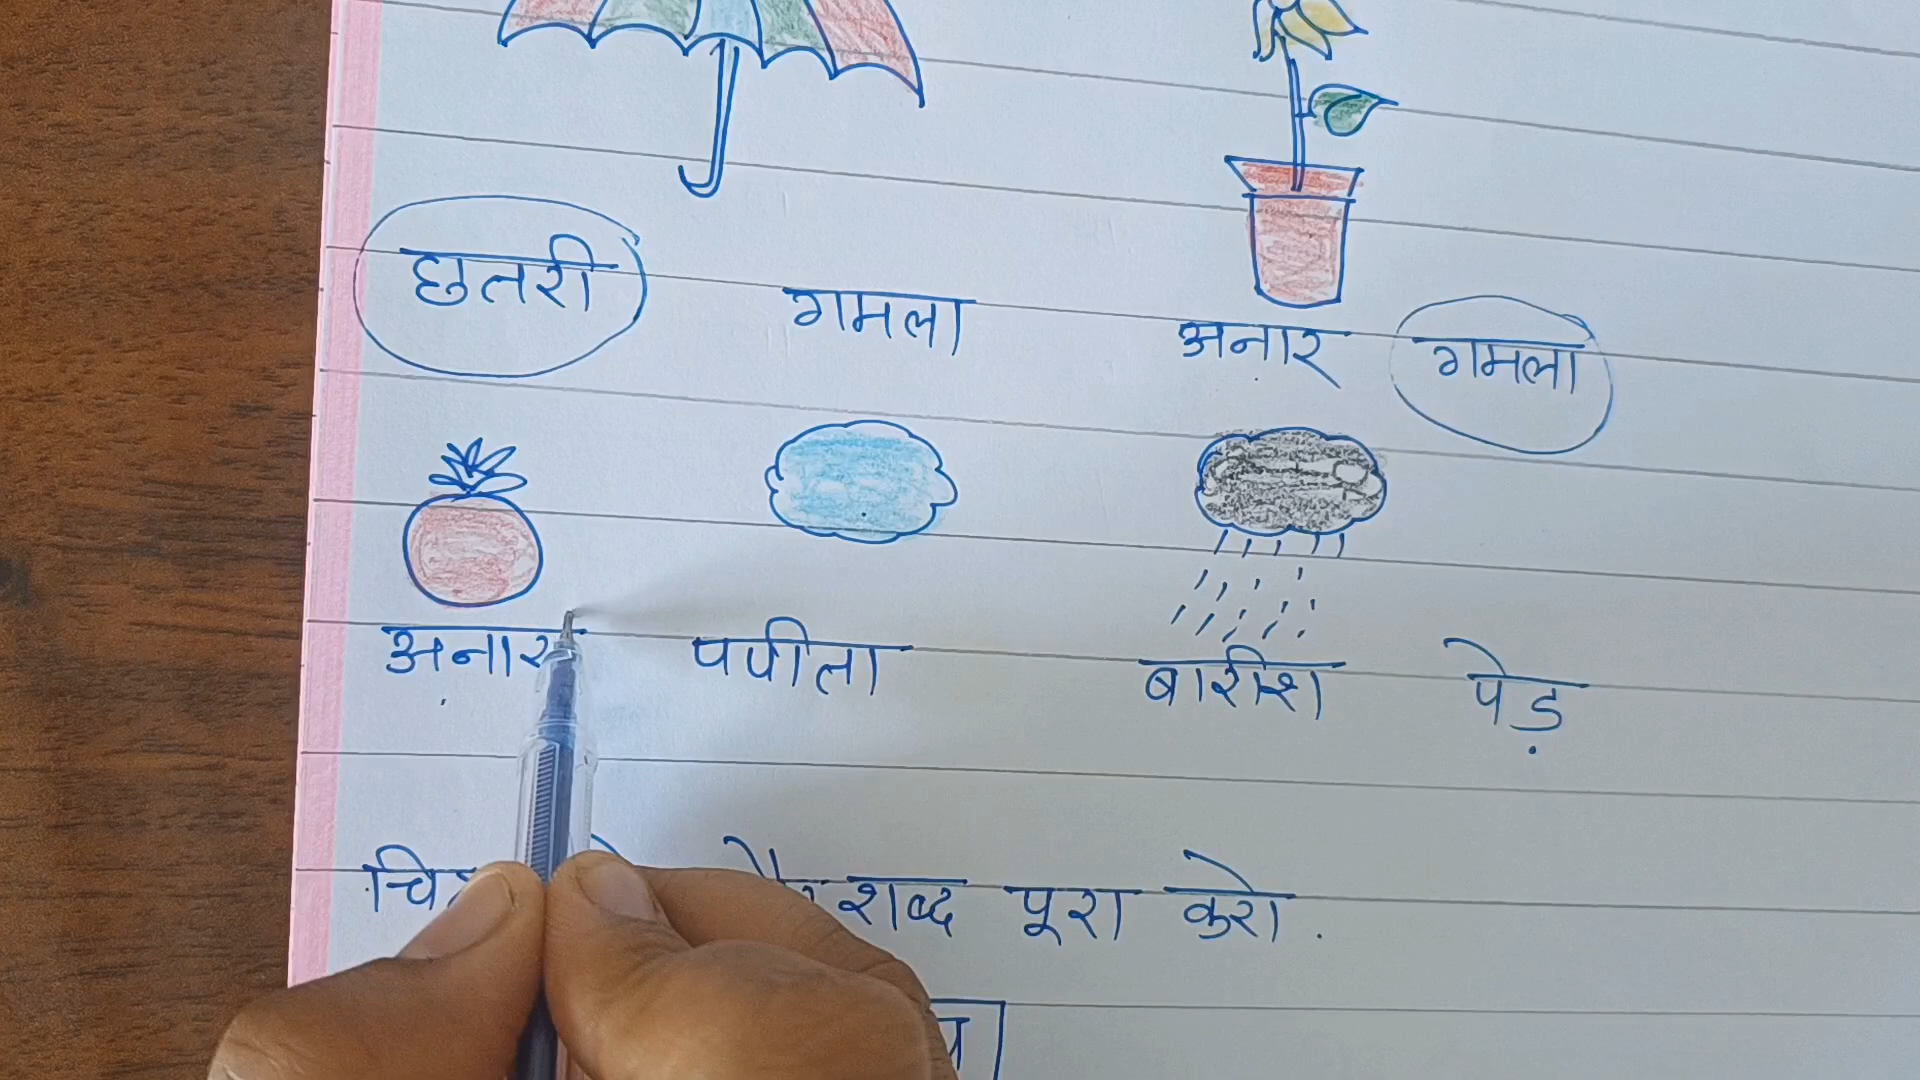 छतरी गमला अनार गमला
अनार पपीता बारीश पेड़
शब्द पूरा करो .